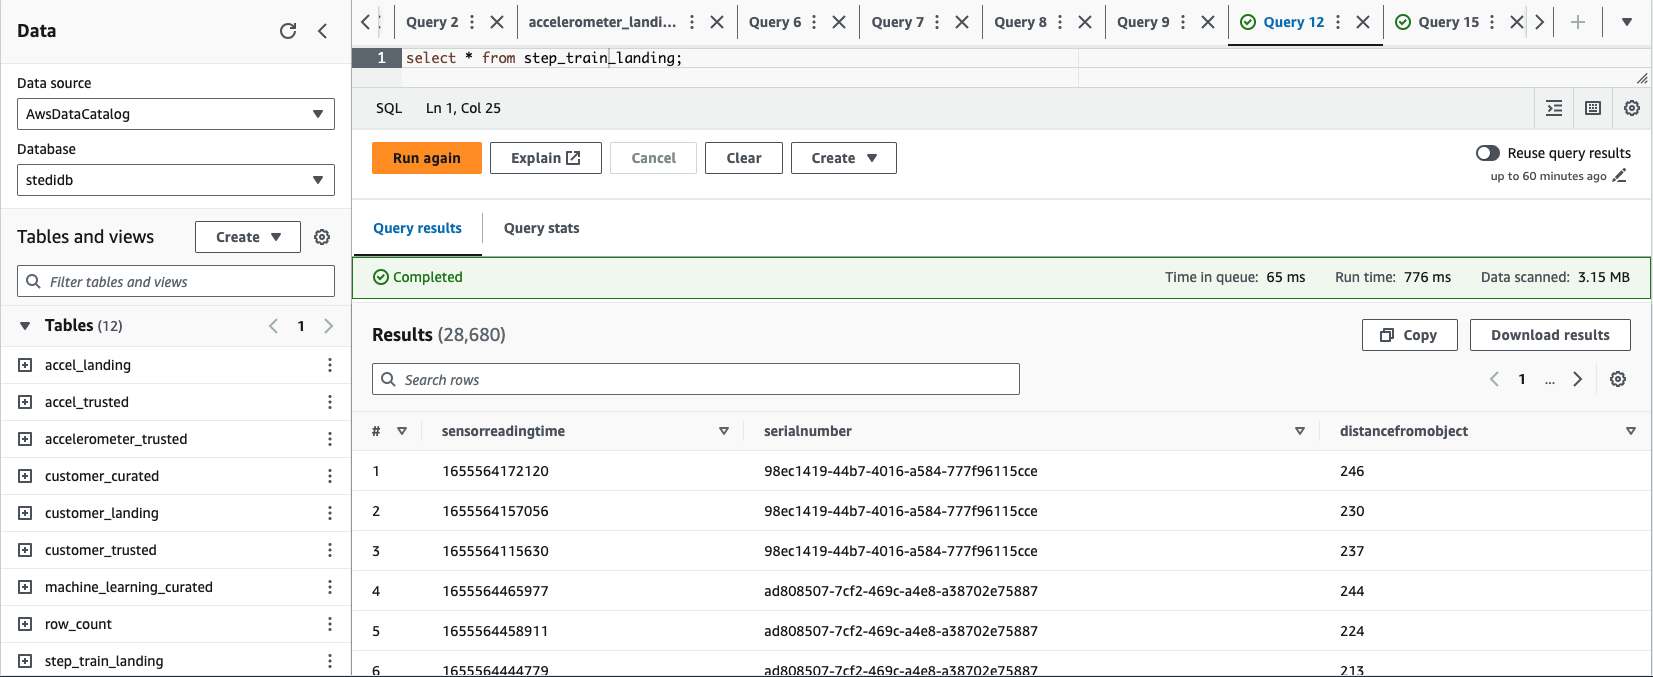 Data
Data source
AwsDataCatalog
Database
stedidb
Tables and views
Create
Filter tables and views
Tables (12)
1
accel_landing
accel_trusted
accelerometer_trusted
customer_curated
customer_landing
customer_trusted
machine_learning_curated
row_count
step_train_landing
Query 2
accelerometer_landi...
Query 6
Query 7
Query 8
Query 9
Query 12
Query 15
1 select * from step_train_landing;
SQL Ln 1, Col 25
Run again
Explain
Cancel
Clear
Create
Reuse query results
up to 60 minutes ago
Query results
Query stats
Completed
Time in queue: 65 ms Run time: 776 ms Data scanned: 3.15 MB
Results (28,680)
Copy
Download results
Search rows
1 ...
# sensorreadingtime serialnumber distancefromobject
1 1655564172120 98ec1419-44b7-4016-a584-777f96115cce 246
2 1655564157056 98ec1419-44b7-4016-a584-777f96115cce 230
3 1655564115630 98ec1419-44b7-4016-a584-777f96115cce 237
4 1655564465977 ad808507-7cf2-469c-a4e8-a38702e75887 244
5 1655564458911 ad808507-7cf2-469c-a4e8-a38702e75887 224
6 1655564444779 ad808507-7cf2-469c-a4e8-a38702e75887 213